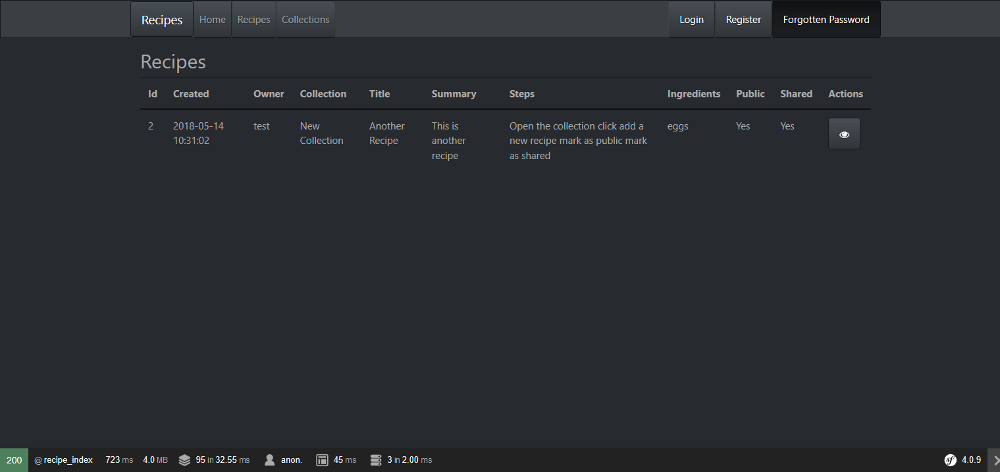 Recipes Home Recipes Collections Login Register Forgotten Password
Recipes
Id Created Owner Collection Title Summary Steps Ingredients Public Shared Actions
2 2018-05-14 test New Another This is Open the collection click add a eggs Yes Yes
10:31:02 Collection Recipe another new recipe mark as public mark
recipe as shared
200 @ recipe_index 723 ms 4.0 MB 95 in 32.55 ms anon. 45 ms 3 in 2.00 ms sf 4.0.9